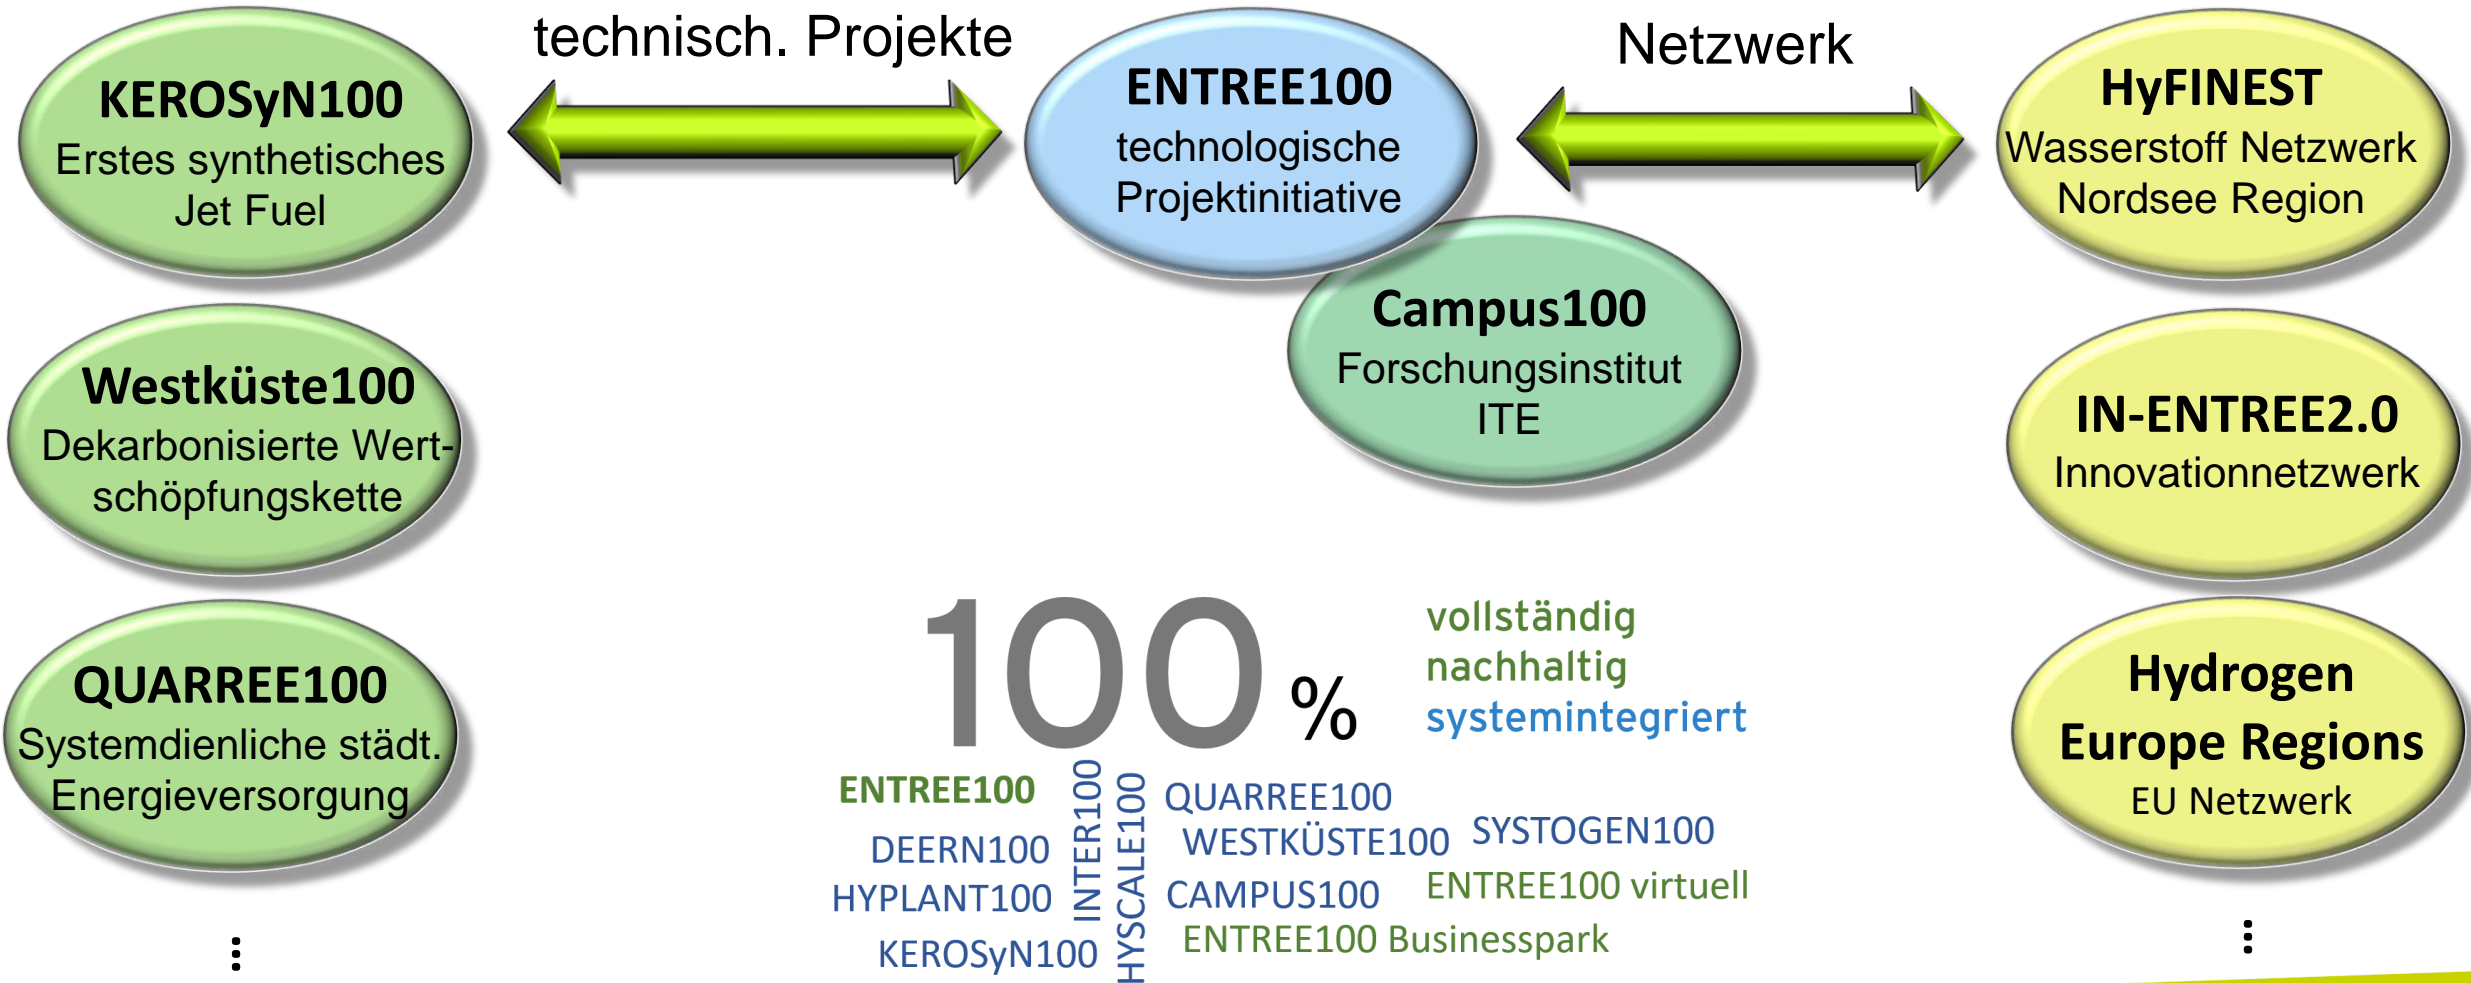 technisch. Projekte
Netzwerk
KEROSyN100
Erstes synthetisches
Jet Fuel
ENTREE100
technologische
Projektinitiative
HyFINEST
Wasserstoff Netzwerk
Nordsee Region
Campus100
Forschungsinstitut
ITE
Westküste100
Dekarbonisierte Wert-
schöpfungskette
IN-ENTREE2.0
Innovationnetzwerk
QUARREE100
Systemdienliche städt.
Energieversorgung
...
Hydrogen
Europe Regions
EU Netzwerk
...
100 %
vollständig
nachhaltig
systemintegriert
ENTREE100
DEERN100
HYPLANT100
KEROSyN100
INTER100
HYSCALE100
QUARREE100
WESTKÜSTE100
SYSTOGEN100
CAMPUS100
ENTREE100 virtuell
ENTREE100 Businesspark